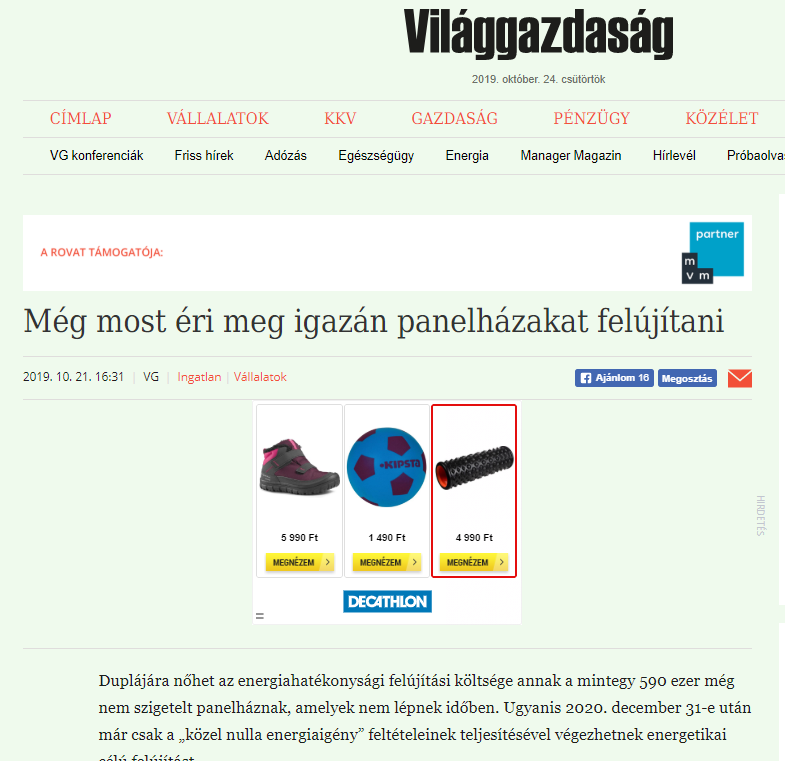 Világgazdaság
2019. október. 24. csütörtök
CÍMLAP VÁLLALATOK KKV GAZDASÁG PÉNZÜGY KÖZÉLET
VG konferenciák Friss hírek Adózás Egészségügy Energia Manager Magazin Hírlevél Próbaolvas
A ROVAT TÁMOGATÓJA:
partner
m
v m
Még most éri meg igazán panelházakat felújítani
2019. 10. 21. 16:31 | VG | Ingatlan | Vállalatok
Ajánlom 16 Megosztás
KIPSTA
5 990 Ft 1 490 Ft 4 990 Ft
MEGNÉZEM MEGNÉZEM MEGNÉZEM
DECATHLON
HIRDETÉS
Duplájára nőhet az energiahatékonysági felújítási költsége annak a mintegy 590 ezer még
nem szigetelt panelháznak, amelyek nem lépnek időben. Ugyanis 2020. december 31-e után
már csak a „közel nulla energiaigény” feltételeinek teljesítésével végezhetnek energetikai
célú felújítást